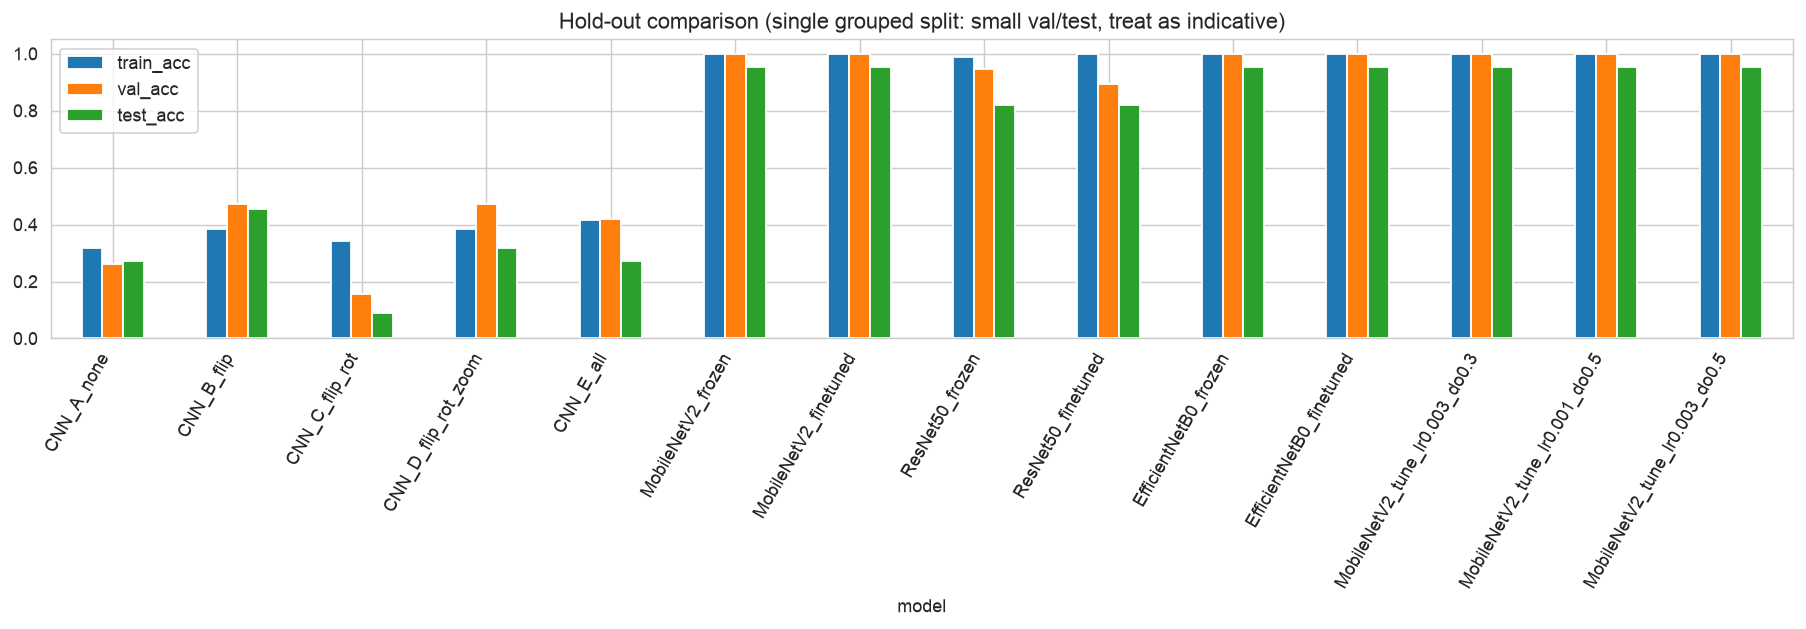 Hold-out comparison (single grouped split: small val/test, treat as indicative)
1.0
0.8
0.6
0.4
0.2
0.0
train_acc
val_acc
test_acc
CNN_A_none
CNN_B_flip
CNN_C_flip_rot
CNN_D_flip_rot_zoom
CNN_E_all
MobileNetV2_frozen
MobileNetV2_finetuned
ResNet50_frozen
ResNet50_finetuned
EfficientNetB0_frozen
EfficientNetB0_finetuned
MobileNetV2_tune_lr0.003_do0.3
MobileNetV2_tune_lr0.001_do0.5
MobileNetV2_tune_lr0.003_do0.5
model